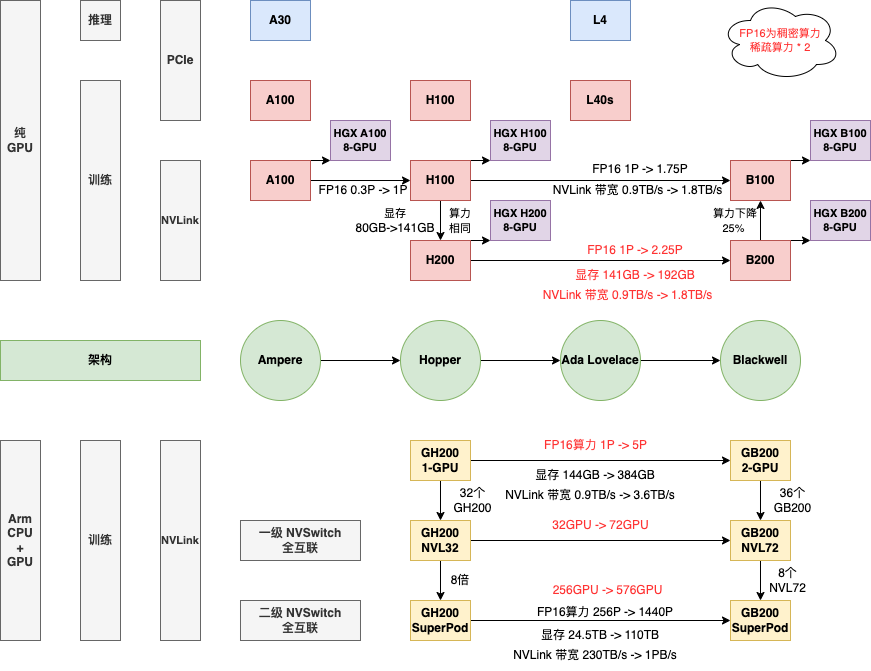 推理
A30
L4
FP16为稠密算力
稀疏算力 * 2
纯
GPU
PCIe
训练
A100
H100
L40s
HGX A100
8-GPU
HGX H100
8-GPU
HGX B100
8-GPU
NVLink
A100
FP16 0.3P -> 1P
H100
FP16 1P -> 1.75P
NVLink 带宽 0.9TB/s -> 1.8TB/s
B100
显存
80GB->141GB
算力
相同
HGX H200
8-GPU
算力下降
25%
HGX B200
8-GPU
H200
FP16 1P -> 2.25P
显存 141GB -> 192GB
NVLink 带宽 0.9TB/s -> 1.8TB/s
B200
架构
Ampere
Hopper
Ada Lovelace
Blackwell
Arm
CPU
+
GPU
训练
NVLink
GH200
1-GPU
FP16算力 1P -> 5P
显存 144GB -> 384GB
NVLink 带宽 0.9TB/s -> 3.6TB/s
GB200
2-GPU
32个
GH200
36个
GB200
一级 NVSwitch
全互联
GH200
NVL32
32GPU -> 72GPU
GB200
NVL72
8倍
8个
NVL72
二级 NVSwitch
全互联
GH200
SuperPod
256GPU -> 576GPU
FP16算力 256P -> 1440P
显存 24.5TB -> 110TB
NVLink 带宽 230TB/s -> 1PB/s
GB200
SuperPod